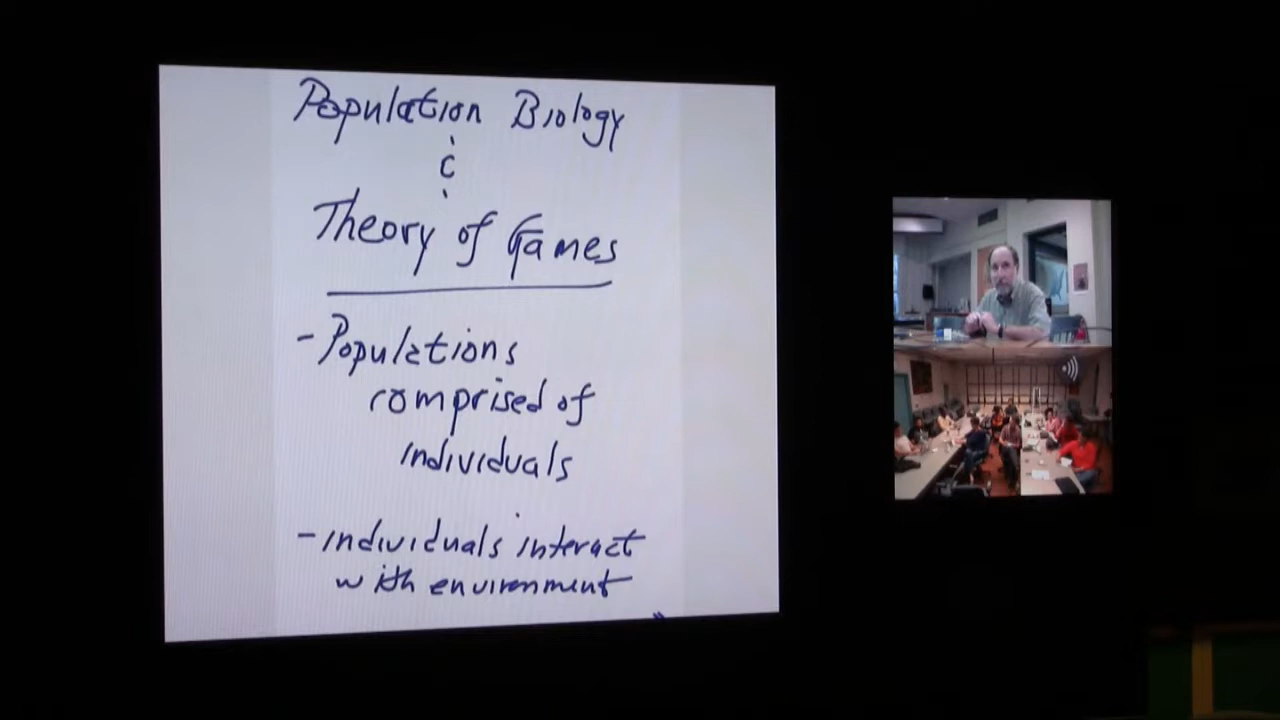 Population Biology
c
Theory of Games
- Populations
comprised of
individuals
- individuals interact
with environment